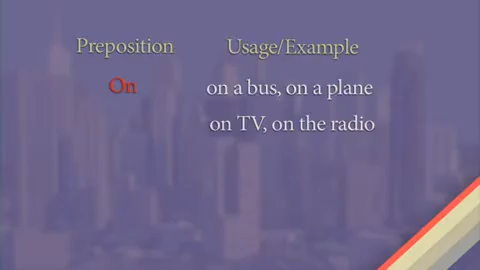 Preposition Usage/Example
On on a bus, on a plane
on TV, on the radio